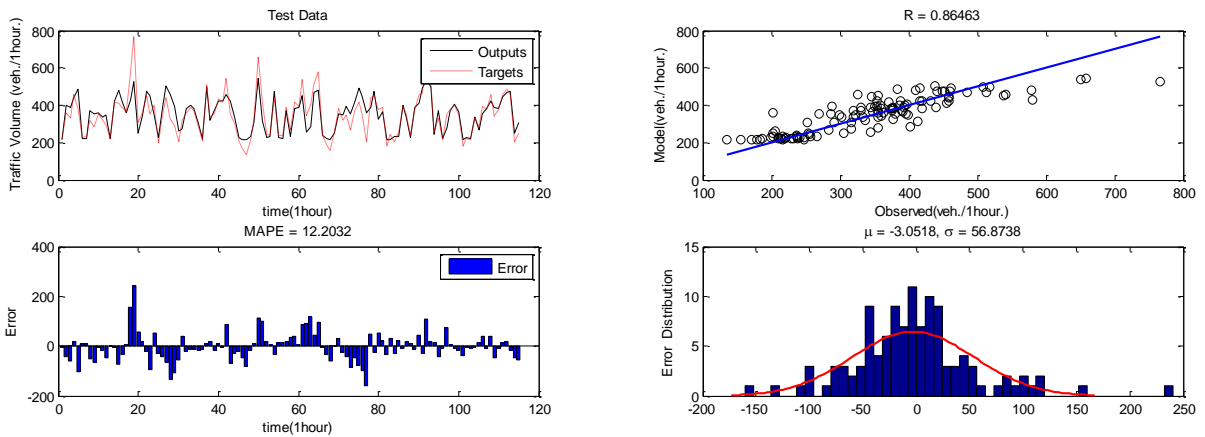 Test Data
Traffic Volume (veh./1hour.)
800
600
400
200
0
Outputs
Targets
0 20 40 60 80 100 120
time(1hour)
R = 0.86463
Model(veh./1hour.)
800
600
400
200
0
100 200 300 400 500 600 700 800
Observed(veh./1hour.)
MAPE = 12.2032
Error
400
200
0
-200
Error
0 20 40 60 80 100 120
time(1hour)
μ = -3.0518, σ = 56.8738
Error Distribution
15
10
5
0
-200 -150 -100 -50 0 50 100 150 200 250